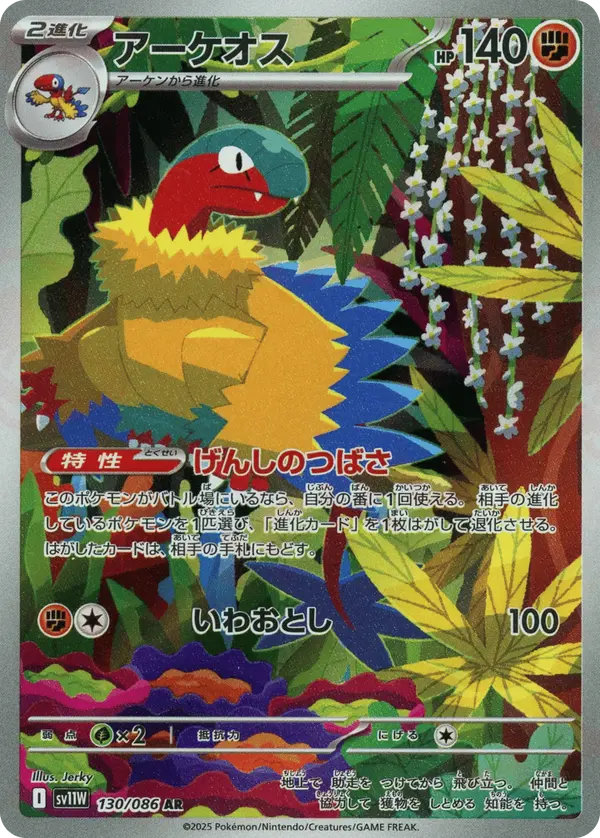 2進化
アーケオス
HP 140
アーケンから進化
特性 とくせい げんしのつばさ
このポケモンがバトル場にいるなら、自分の番に1回使える。相手の進化
しているポケモンを1匹選び、「進化カード」を1枚はがして退化させる。
はがしたカードは、相手の手札にもどす。
いわおとし 100
弱点 ×2 抵抗力 にげる
Illus. Jerky
地上で 助走を つけてから 飛び立つ。 仲間と
協力して 獲物を しとめる 知能を 持つ。
I sv11W 130/086 AR
©2025 Pokémon/Nintendo/Creatures/GAME FREAK.